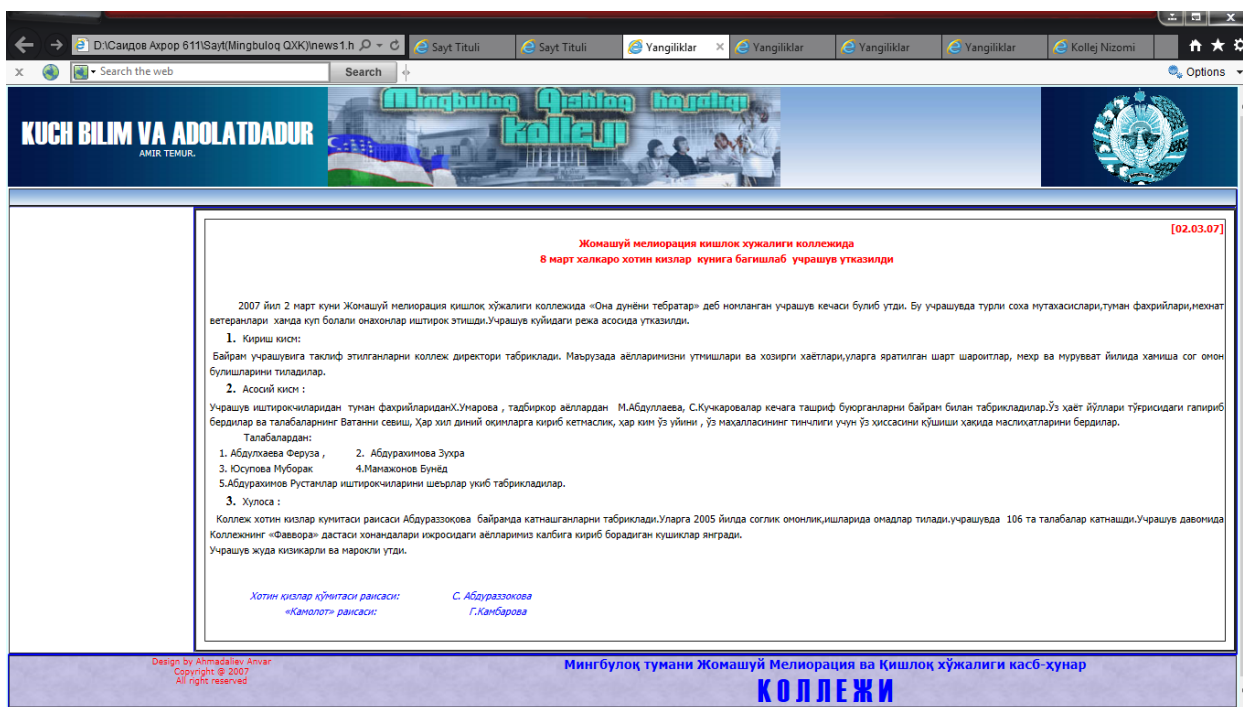 D:\Саидов Ахрор 611\Sayt(Mingbuloq QXK)\news1.h
Sayt Tituli
Sayt Tituli
Yangiliklar
Yangiliklar
Yangiliklar
Yangiliklar
Kollej Nizomi
Search the web
Search
Options
KUCH BILIM VA ADOLATDADUR
AMIR TEMUR.
Mingbuloq Qishloq hojaligi
kolleji
[02.03.07]
Жомашуй мелиорация кишлок хужалиги коллежида
8 март халкаро хотин кизлар кунига багишлаб учрашув утказилди
2007 йил 2 март куни Жомашуй мелиорация кишлоқ хўжалиги коллежида «Она дунёни тебратар» деб номланган учрашув кечаси булиб утди. Бу учрашувда турли соха мутахасислари,туман фахрийлари,мехнат
ветеранлари хамда куп болали онахонлар иштирок этишди.Учрашув куйидаги режа асосида утказилди.
1. Кириш кисм:
Байрам учрашувига таклиф этилганларни коллеж директори табриклади. Маърузада аёлларимизни утмишлари ва хозирги хаётлари,уларга яратилган шарт шароитлар, мехр ва мурувват йилида хамиша сог омон
булишларини тиладилар.
2. Асосий кисм :
Учрашув иштирокчиларидан туман фахрийлариданХ.Умарова , тадбиркор аёллардан М.Абдуллаева, С.Кучкаровалар кечага ташриф буюрганларни байрам билан табрикладилар.Ўз ҳаёт йўллари тўғрисидаги гапириб
бердилар ва талабаларнинг Ватанни севиш, Ҳар хил диний оқимларга кириб кетмаслик, ҳар ким ўз уйини , ўз маҳалласининг тинчлиги учун ўз ҳиссасини қўшиши ҳақида маслиҳатларини бердилар.
Талабалардан:
1. Абдулхаева Феруза , 2. Абдурахимова Зухра
3. Юсупова Муборак 4.Мамажонов Бунёд
5.Абдурахимов Рустамлар иштирокчиларини шеърлар укиб табрикладилар.
3. Хулоса :
Коллеж хотин кизлар кумитаси раисаси Абдураззоқова байрамда катнашганларни табриклади.Уларга 2005 йилда соглик омонлик,ишларида омадлар тилади.учрашувда 106 та талабалар катнашди.Учрашув давомида
Коллежнинг «Фаввора» дастаси хонандалари ижросидаги аёлларимиз калбига кириб борадиган кушиклар янгради.
Учрашув жуда кизикарли ва марокли утди.
Хотин қизлар қўмитаси раисаси: С. Абдураззокова
«Камолот» раисаси: Г.Камбарова
Design by Ahmadaliev Anvar
Copyright @ 2007
All right reserved
Мингбулоқ тумани Жомашуй Мелиорация ва Қишлоқ хўжалиги касб-ҳунар
КОЛЛЕЖИ